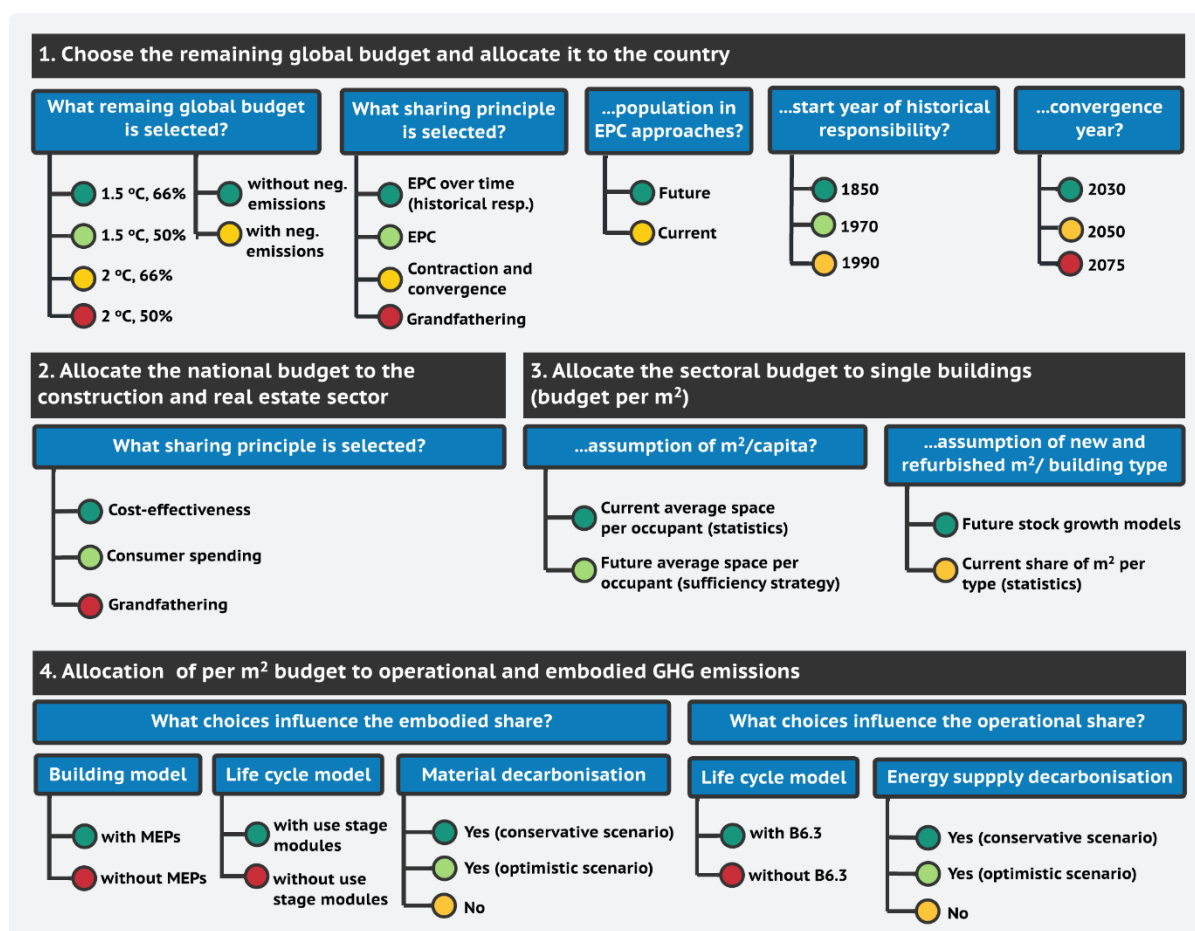 1. Choose the remaining global budget and allocate it to the country
What remaing global budget
is selected?
1.5 ºC, 66%
1.5 ºC, 50%
2 ºC, 66%
2 ºC, 50%
without neg.
emissions
with neg.
emissions
What sharing principle
is selected?
EPC over time
(historical resp.)
EPC
Contraction and
convergence
Grandfathering
...population in
EPC approaches?
Future
Current
...start year of historical
responsibility?
1850
1970
1990
...convergence
year?
2030
2050
2075
2. Allocate the national budget to the
construction and real estate sector
What sharing principle is selected?
Cost-effectiveness
Consumer spending
Grandfathering
3. Allocate the sectoral budget to single buildings
(budget per m²)
...assumption of m²/capita?
Current average space
per occupant (statistics)
Future average space per
occupant (sufficiency strategy)
...assumption of new and
refurbished m²/ building type
Future stock growth models
Current share of m² per
type (statistics)
4. Allocation of per m² budget to operational and embodied GHG emissions
What choices influence the embodied share?
Building model
with MEPs
without MEPs
Life cycle model
with use stage
modules
without use
stage modules
Material decarbonisation
Yes (conservative scenario)
Yes (optimistic scenario)
No
What choices influence the operational share?
Life cycle model
with B6.3
without B6.3
Energy suppply decarbonisation
Yes (conservative scenario)
Yes (optimistic scenario)
No